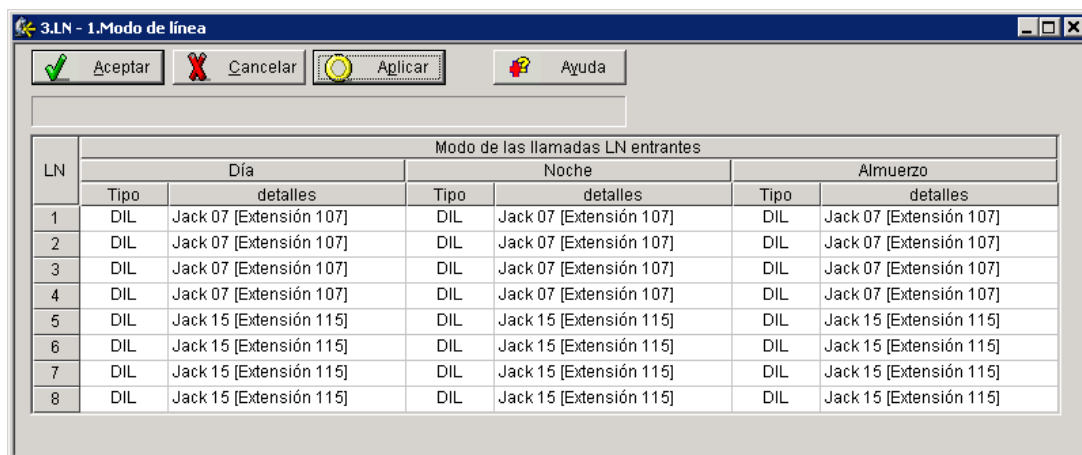 3.LN - 1.Modo de línea
Aceptar Cancelar Aplicar Ayuda
Modo de las llamadas LN entrantes
LN Día Noche Almuerzo
Tipo detalles Tipo detalles Tipo detalles
1 DIL Jack 07 [Extensión 107] DIL Jack 07 [Extensión 107] DIL Jack 07 [Extensión 107]
2 DIL Jack 07 [Extensión 107] DIL Jack 07 [Extensión 107] DIL Jack 07 [Extensión 107]
3 DIL Jack 07 [Extensión 107] DIL Jack 07 [Extensión 107] DIL Jack 07 [Extensión 107]
4 DIL Jack 07 [Extensión 107] DIL Jack 07 [Extensión 107] DIL Jack 07 [Extensión 107]
5 DIL Jack 15 [Extensión 115] DIL Jack 15 [Extensión 115] DIL Jack 15 [Extensión 115]
6 DIL Jack 15 [Extensión 115] DIL Jack 15 [Extensión 115] DIL Jack 15 [Extensión 115]
7 DIL Jack 15 [Extensión 115] DIL Jack 15 [Extensión 115] DIL Jack 15 [Extensión 115]
8 DIL Jack 15 [Extensión 115] DIL Jack 15 [Extensión 115] DIL Jack 15 [Extensión 115]